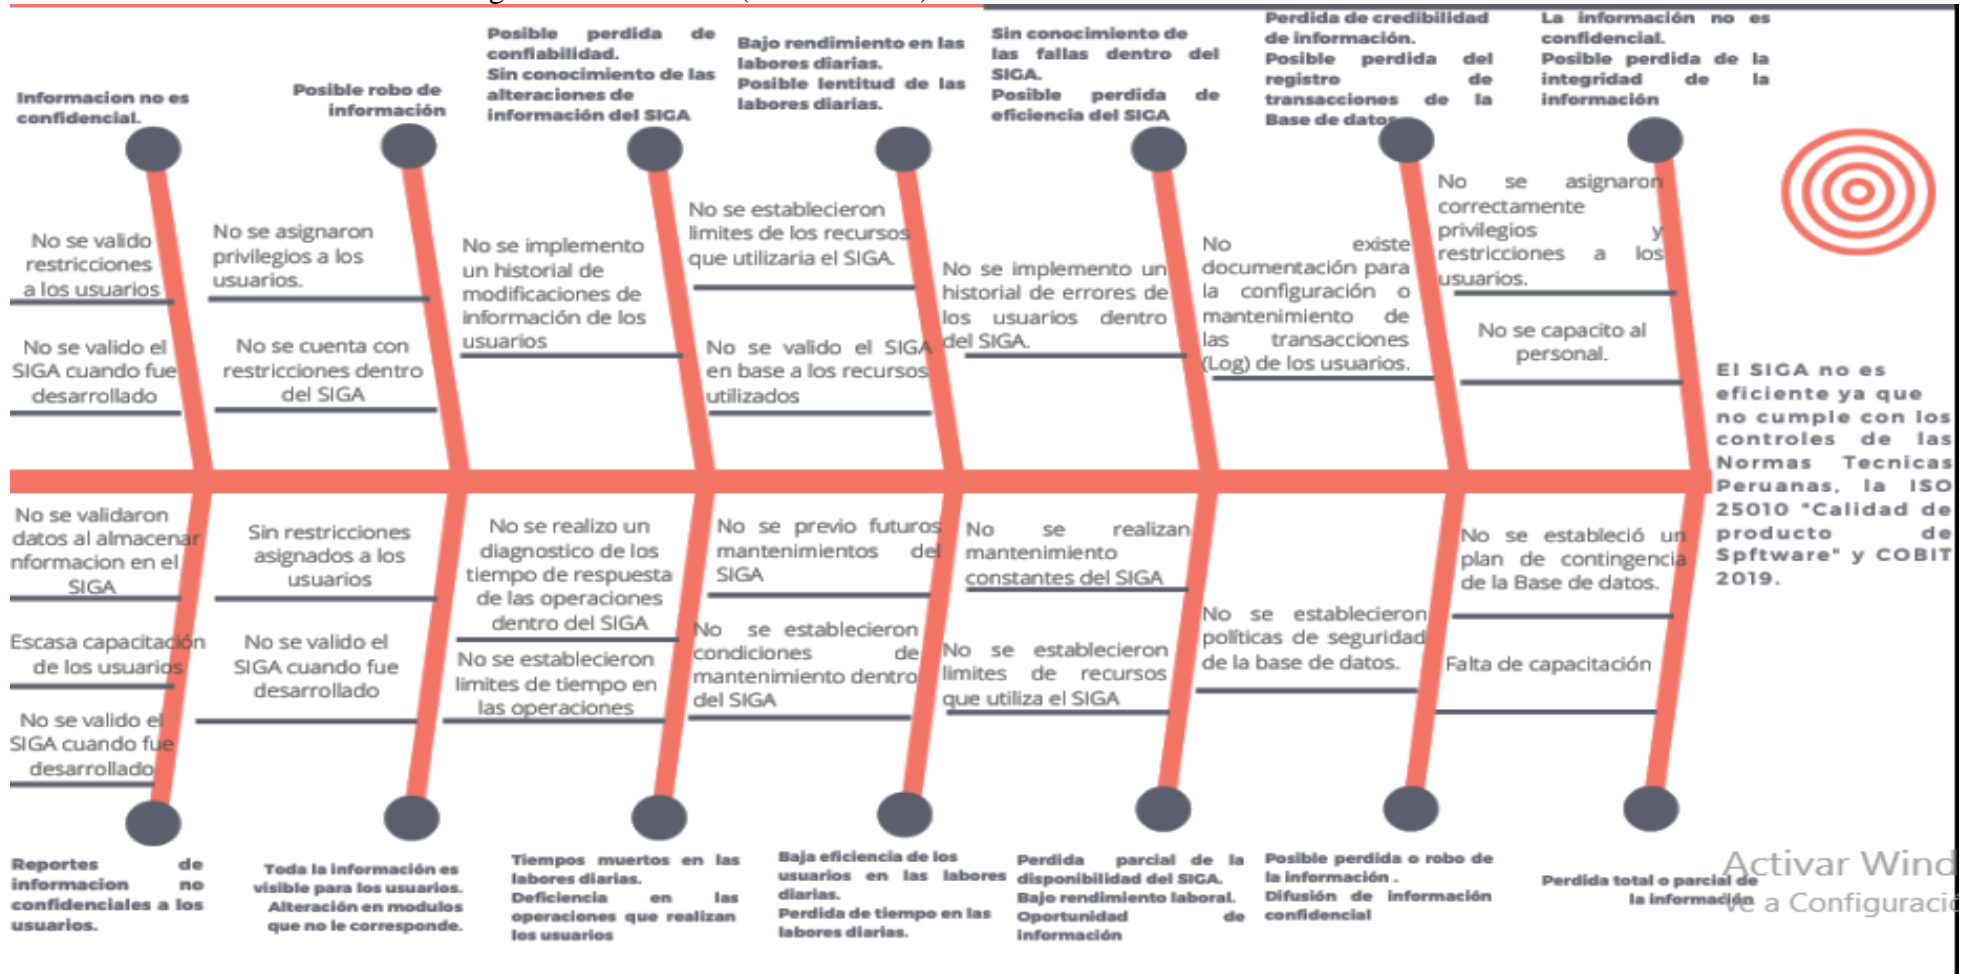 Informacion no es
confidencial.
Posible robo de
información
Posible perdida de
confiabilidad.
Sin conocimiento de las
alteraciones de
información del SIGA
Bajo rendimiento en las
labores diarias.
Posible lentitud de las
labores diarias.
Sin conocimiento de
las fallas dentro del
SIGA.
Posible perdida de
eficiencia del SIGA
Perdida de credibilidad
de información.
Posible perdida del
registro de
transacciones de la
Base de datos
La información no es
confidencial.
Posible perdida de la
integridad de la
información
No se valido
restricciones
a los usuarios
No se valido el
SIGA cuando fue
desarrollado
No se asignaron
privilegios a los
usuarios.
No se cuenta con
restricciones dentro
del SIGA
No se implemento
un historial de
modificaciones de
información de los
usuarios
No se establecieron
limites de los recursos
que utilizaria el SIGA.
No se valido el SIGA
en base a los recursos
utilizados
No se implemento un
historial de errores de
los usuarios dentro
del SIGA.
No existe
documentación para
la configuración o
mantenimiento de
las transacciones
(Log) de los usuarios.
No se asignaron
correctamente
privilegios y
restricciones a los
usuarios.
No se capacito al
personal.
El SIGA no es
eficiente ya que
no cumple con los
controles de las
Normas Tecnicas
Peruanas, la ISO
25010 "Calidad de
producto de
Spftware" y COBIT
2019.
No se validaron
datos al almacenar
nformacion en el
SIGA
Escasa capacitación
de los usuarios
No se valido el
SIGA cuando fue
desarrollado
Sin restricciones
asignados a los
usuarios
No se valido el
SIGA cuando fue
desarrollado
No se realizo un
diagnostico de los
tiempo de respuesta
de las operaciones
dentro del SIGA
No se establecieron
limites de tiempo en
las operaciones
No se previo futuros
mantenimientos del
SIGA
No se establecieron
condiciones de
mantenimiento dentro
del SIGA
No se realizan
mantenimiento
constantes del SIGA
No se establecieron
limites de recursos
que utiliza el SIGA
No se establecieron
políticas de seguridad
de la base de datos.
No se estableció un
plan de contingencia
de la Base de datos.
Falta de capacitación
Reportes de
informacion no
confidenciales a los
usuarios.
Toda la información es
visible para los usuarios.
Alteración en modulos
que no le corresponde.
Tiempos muertos en las
labores diarias.
Deficiencia en las
operaciones que realizan
los usuarios
Baja eficiencia de los
usuarios en las labores
diarias.
Perdida de tiempo en las
labores diarias.
Perdida parcial de la
disponibilidad del SIGA.
Bajo rendimiento laboral.
Oportunidad de
información
Posible perdida o robo de
la información .
Difusión de información
confidencial
Perdida total o parcial de
la información
Activar Wind
Ve a Configuració